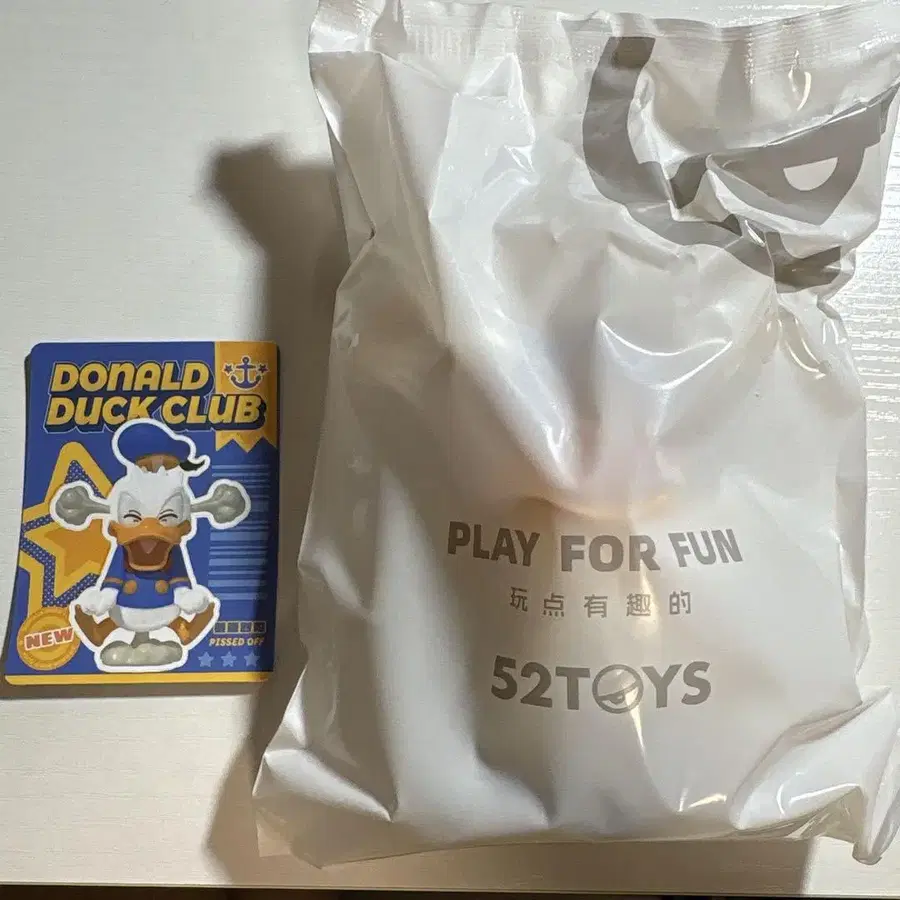 DONALD
DUCK CLUB
NEW
PISSED OFF
PLAY FOR FUN
玩点有趣的
52TOYS